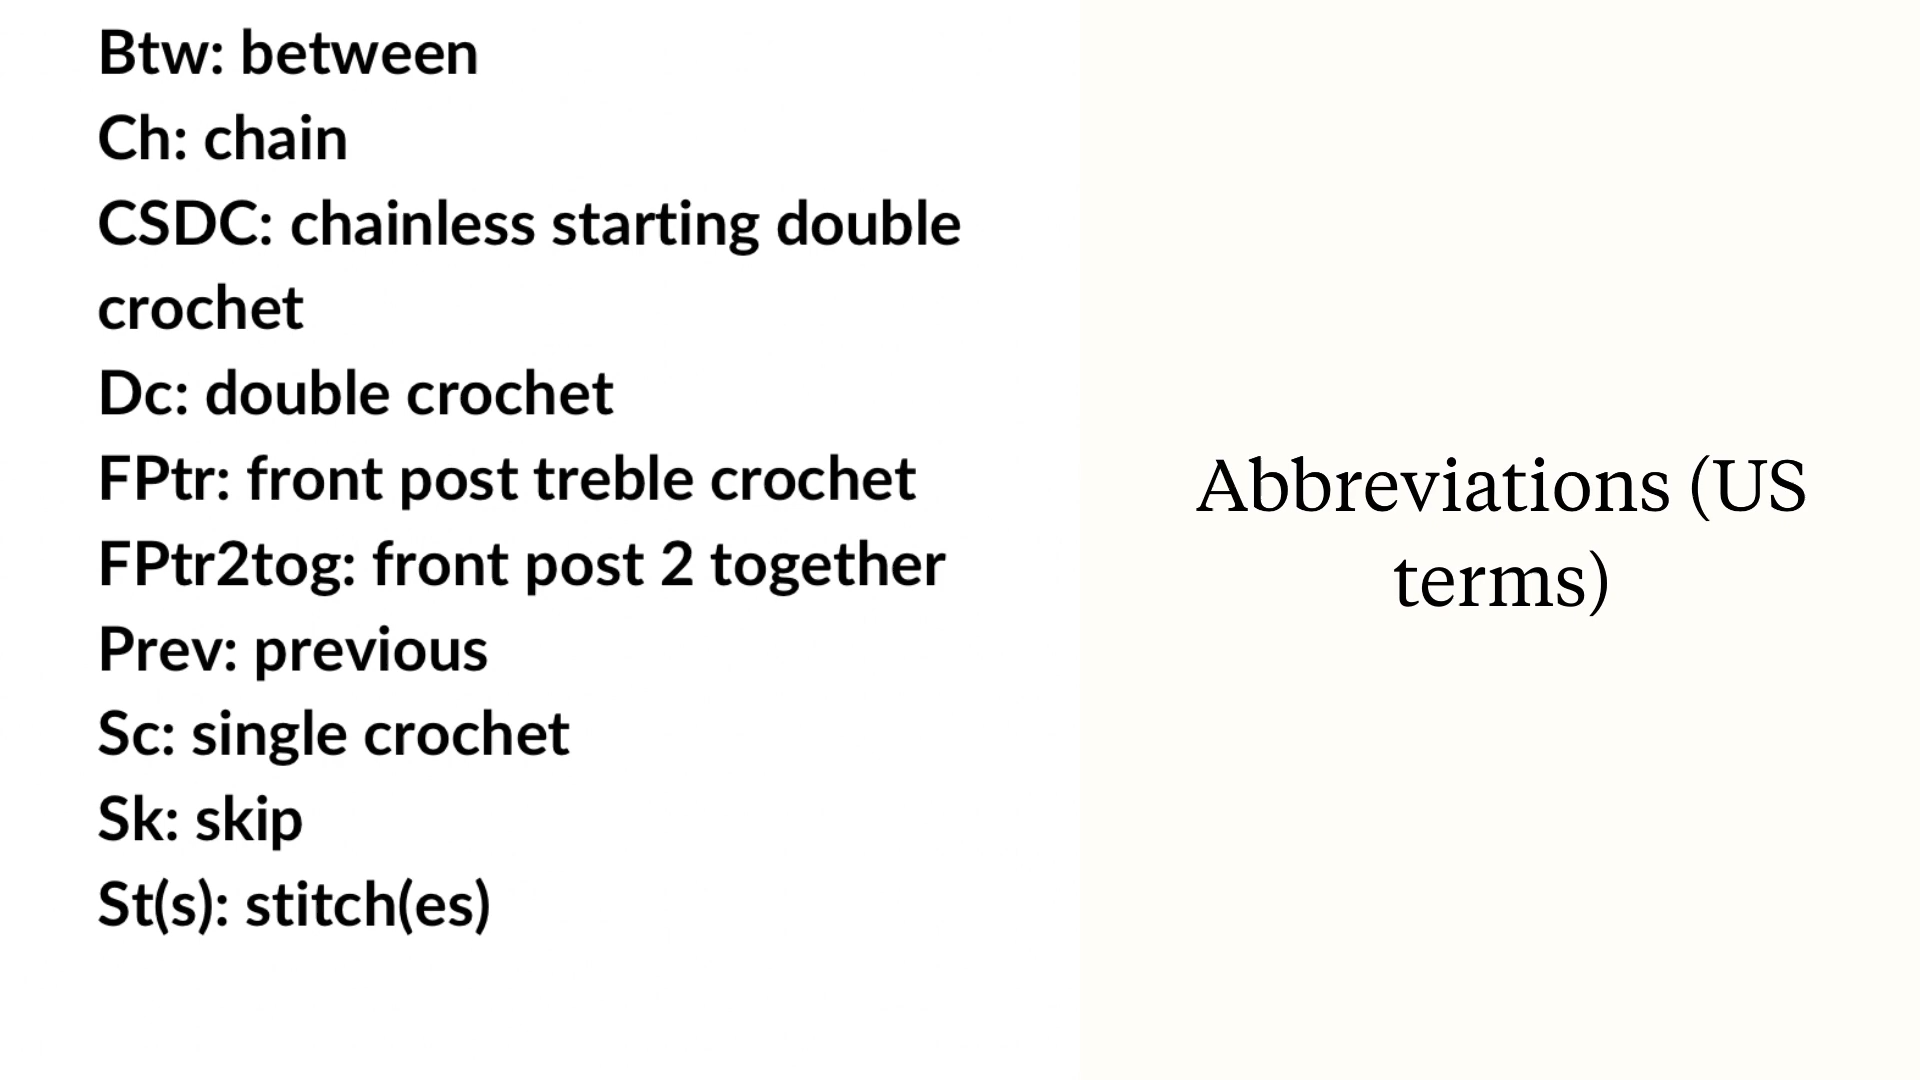 Btw: between
Ch: chain
CSDC: chainless starting double
crochet
Dc: double crochet
FPtr: front post treble crochet
FPtr2tog: front post 2 together
Prev: previous
Sc: single crochet
Sk: skip
St(s): stitch(es)
Abbreviations (US
terms)